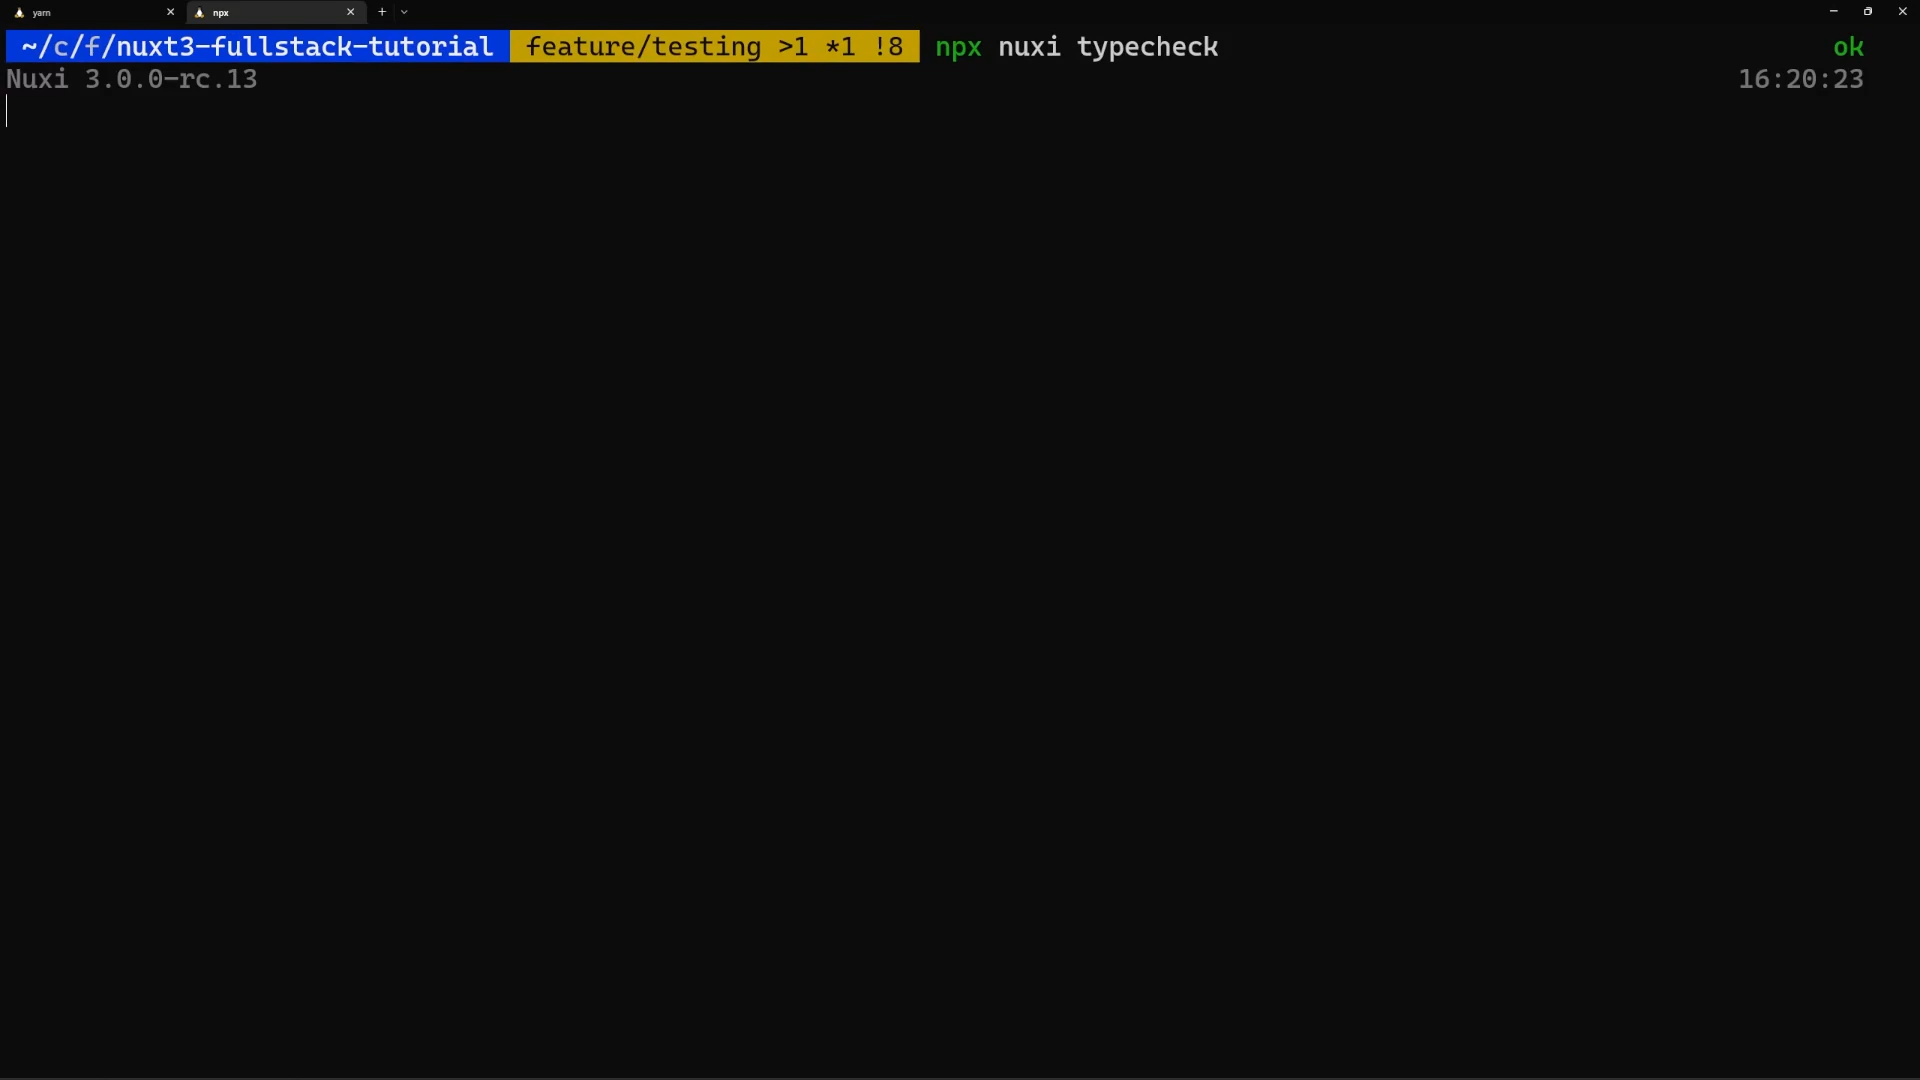 yarn
npx
~/c/f/nuxt3-fullstack-tutorial feature/testing >1 *1 !8 npx nuxi typecheck ok
Nuxi 3.0.0-rc.13 16:20:23